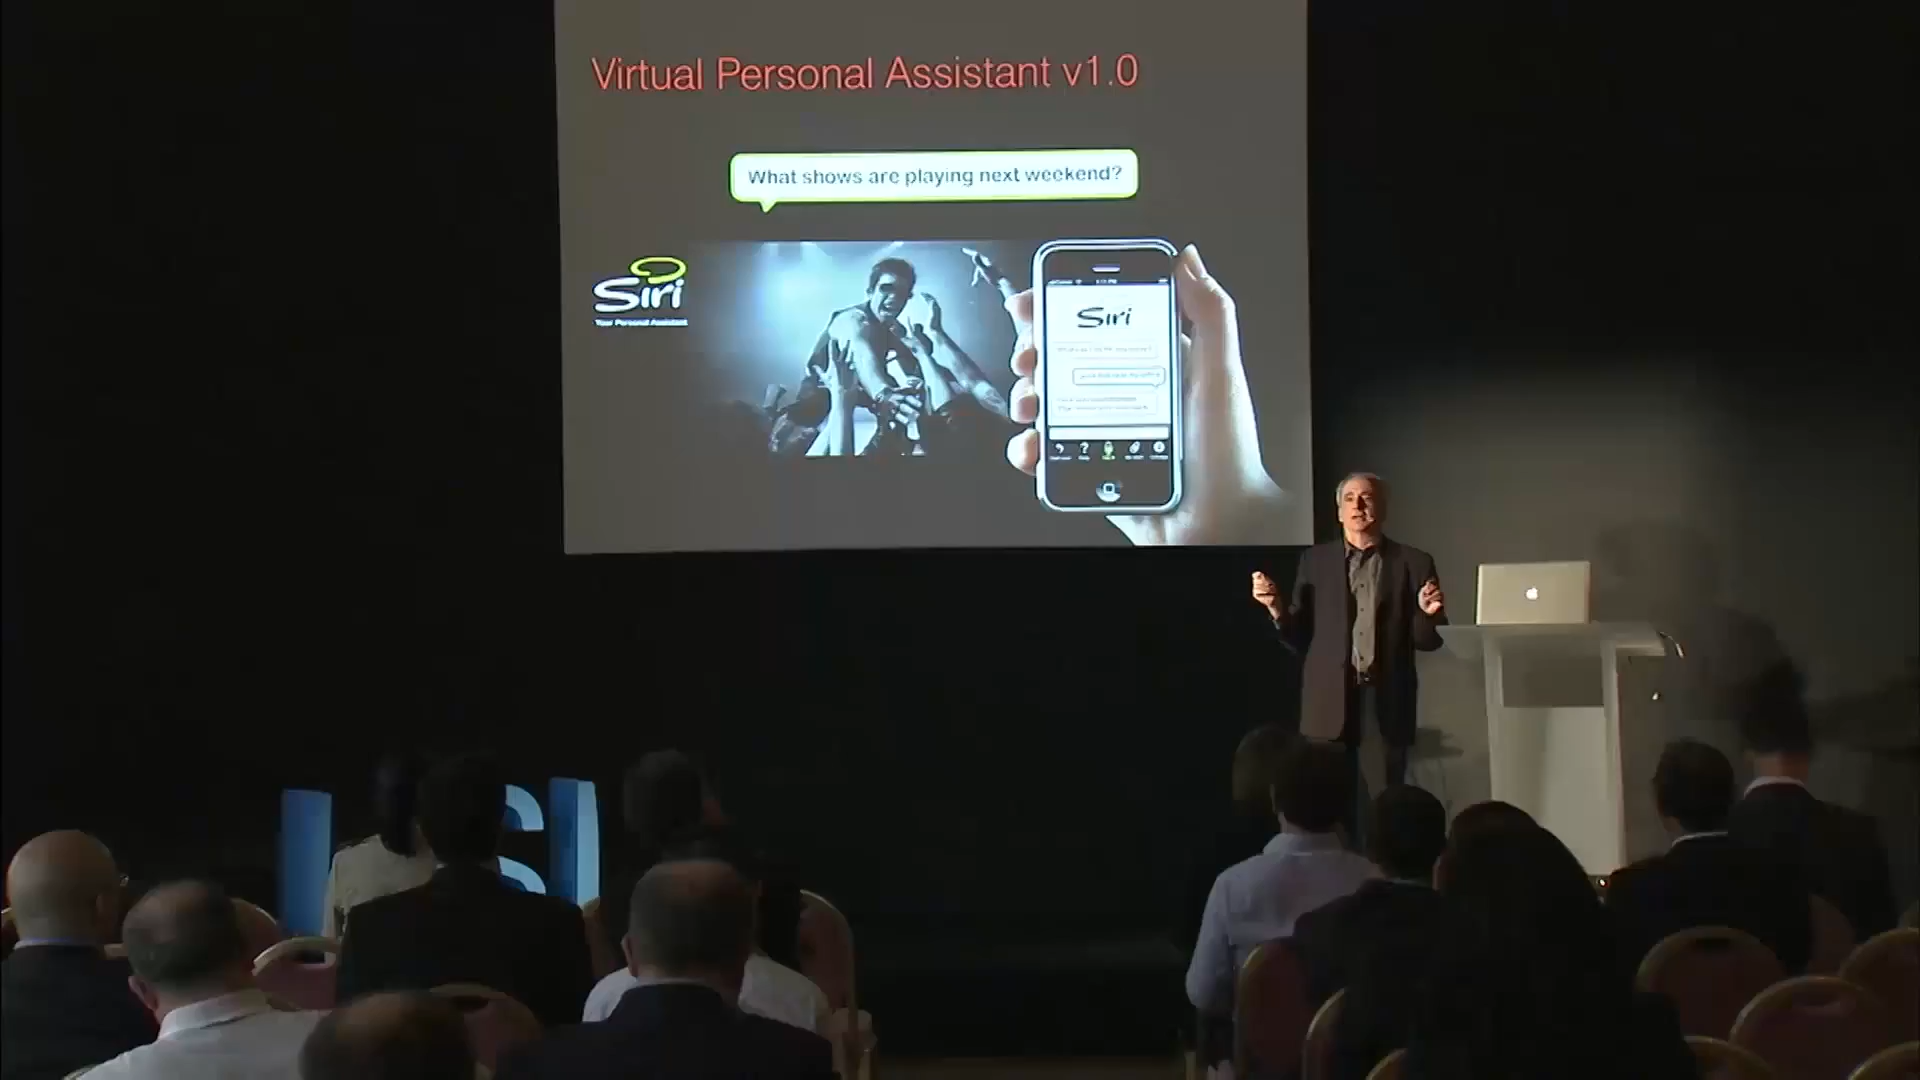 Virtual Personal Assistant v1.0
What shows are playing next weekend?
Siri
Your Personal Assistant
Siri